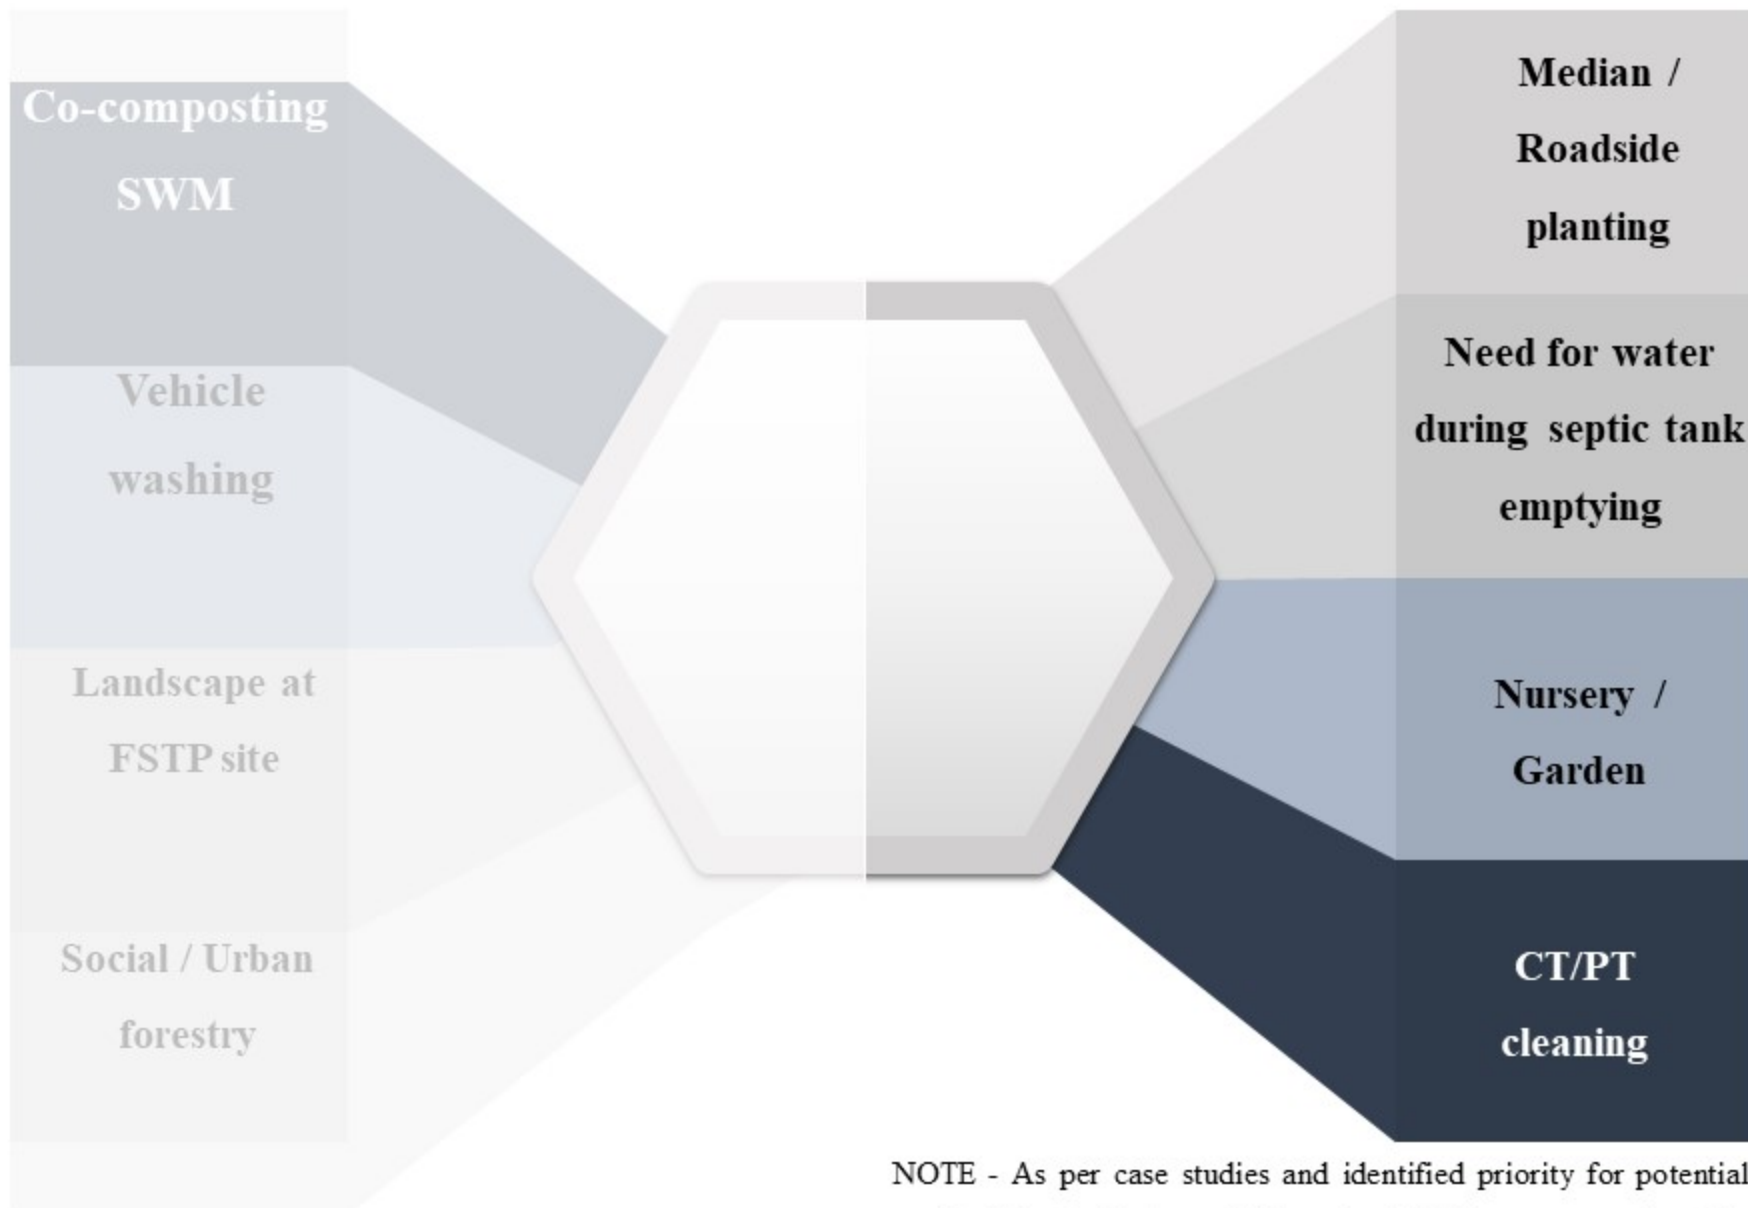 Co-composting
SWM
Vehicle
washing
Landscape at
FSTP site
Social / Urban
forestry
Median /
Roadside
planting
Need for water
during septic tank
emptying
Nursery /
Garden
CT/PT
cleaning
NOTE - As per case studies and identified priority for potential